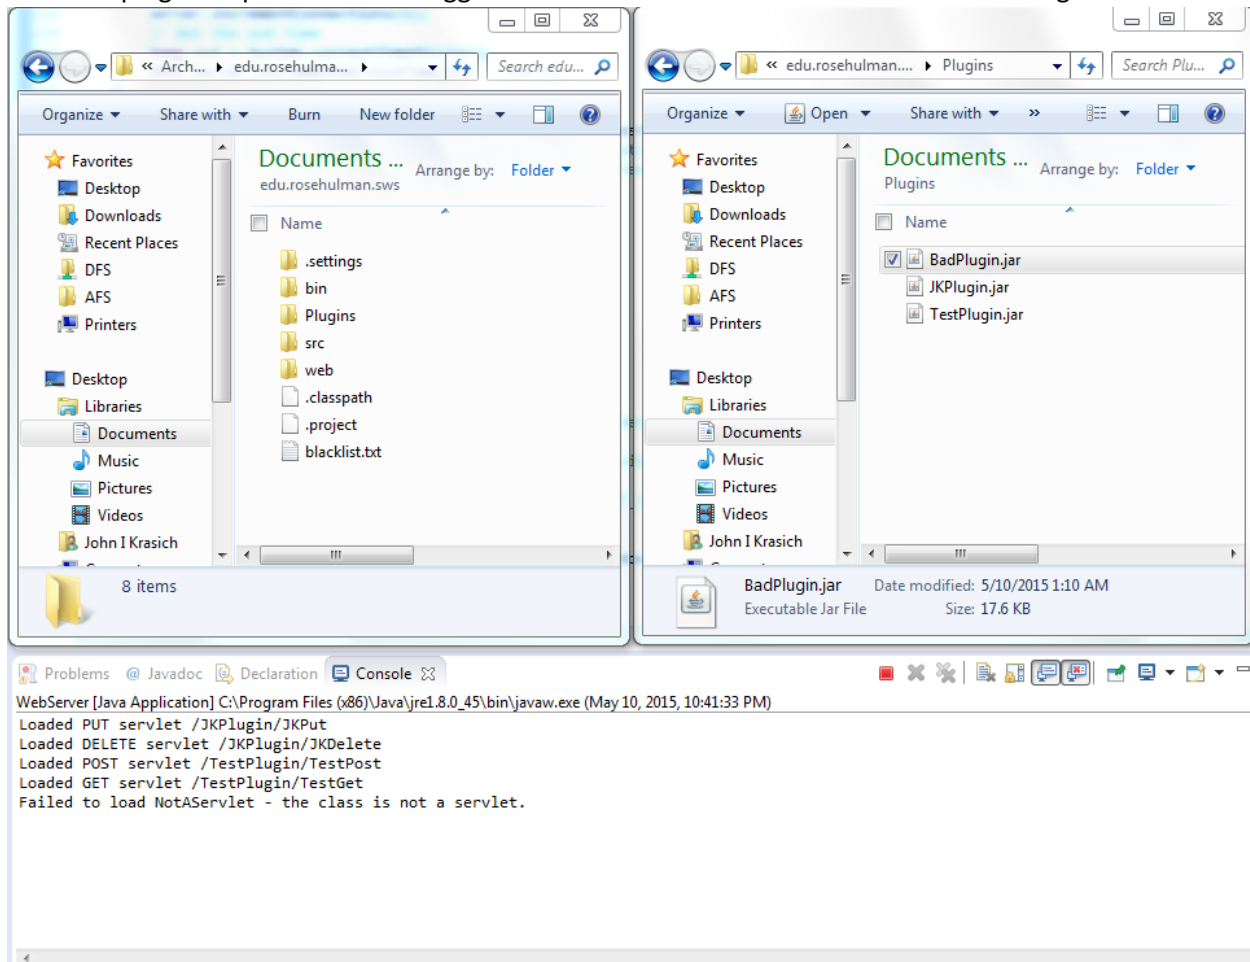 « Arch... ▸ edu.rosehulma... ▸
Search edu...
Organize ▾ Share with ▾ Burn New folder
Favorites
Desktop
Downloads
Recent Places
DFS
AFS
Printers
Desktop
Libraries
Documents
Music
Pictures
Videos
John I Krasich
Documents ...
edu.rosehulman.sws
Arrange by: Folder ▾
Name
.settings
bin
Plugins
src
web
.classpath
.project
blacklist.txt
8 items
« edu.rosehulman.... ▸ Plugins
Search Plu...
Organize ▾ Open ▾ Share with ▾ »
Favorites
Desktop
Downloads
Recent Places
DFS
AFS
Printers
Desktop
Libraries
Documents
Music
Pictures
Videos
John I Krasich
Documents ...
Plugins
Arrange by: Folder ▾
Name
BadPlugin.jar
JKPlugin.jar
TestPlugin.jar
BadPlugin.jar Date modified: 5/10/2015 1:10 AM
Executable Jar File Size: 17.6 KB
Problems @ Javadoc Declaration Console
WebServer [Java Application] C:\Program Files (x86)\Java\jre1.8.0_45\bin\javaw.exe (May 10, 2015, 10:41:33 PM)
Loaded PUT servlet /JKPlugin/JKPut
Loaded DELETE servlet /JKPlugin/JKDelete
Loaded POST servlet /TestPlugin/TestPost
Loaded GET servlet /TestPlugin/TestGet
Failed to load NotAServlet - the class is not a servlet.